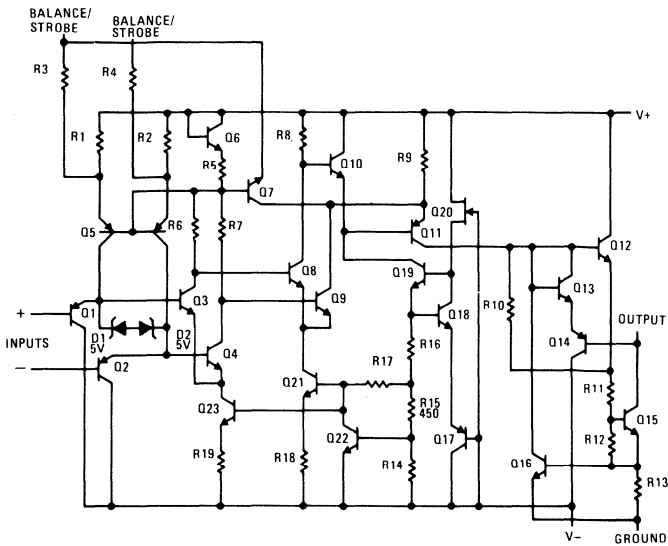 BALANCE/
STROBE
BALANCE/
STROBE
R3
R4
V+
R1
R2
Q6
R8
R5
Q10
R9
Q7
Q20
Q5
R6
R7
Q11
Q12
Q8
Q19
Q3
Q9
Q13
R10
Q18
+
Q1
D1
5V
D2
5V
Q14
OUTPUT
INPUTS
R16
Q4
R17
−
Q2
Q21
R11
R15
450
Q15
Q23
Q22
Q17
R12
R19
R18
R14
Q16
R13
V−
GROUND